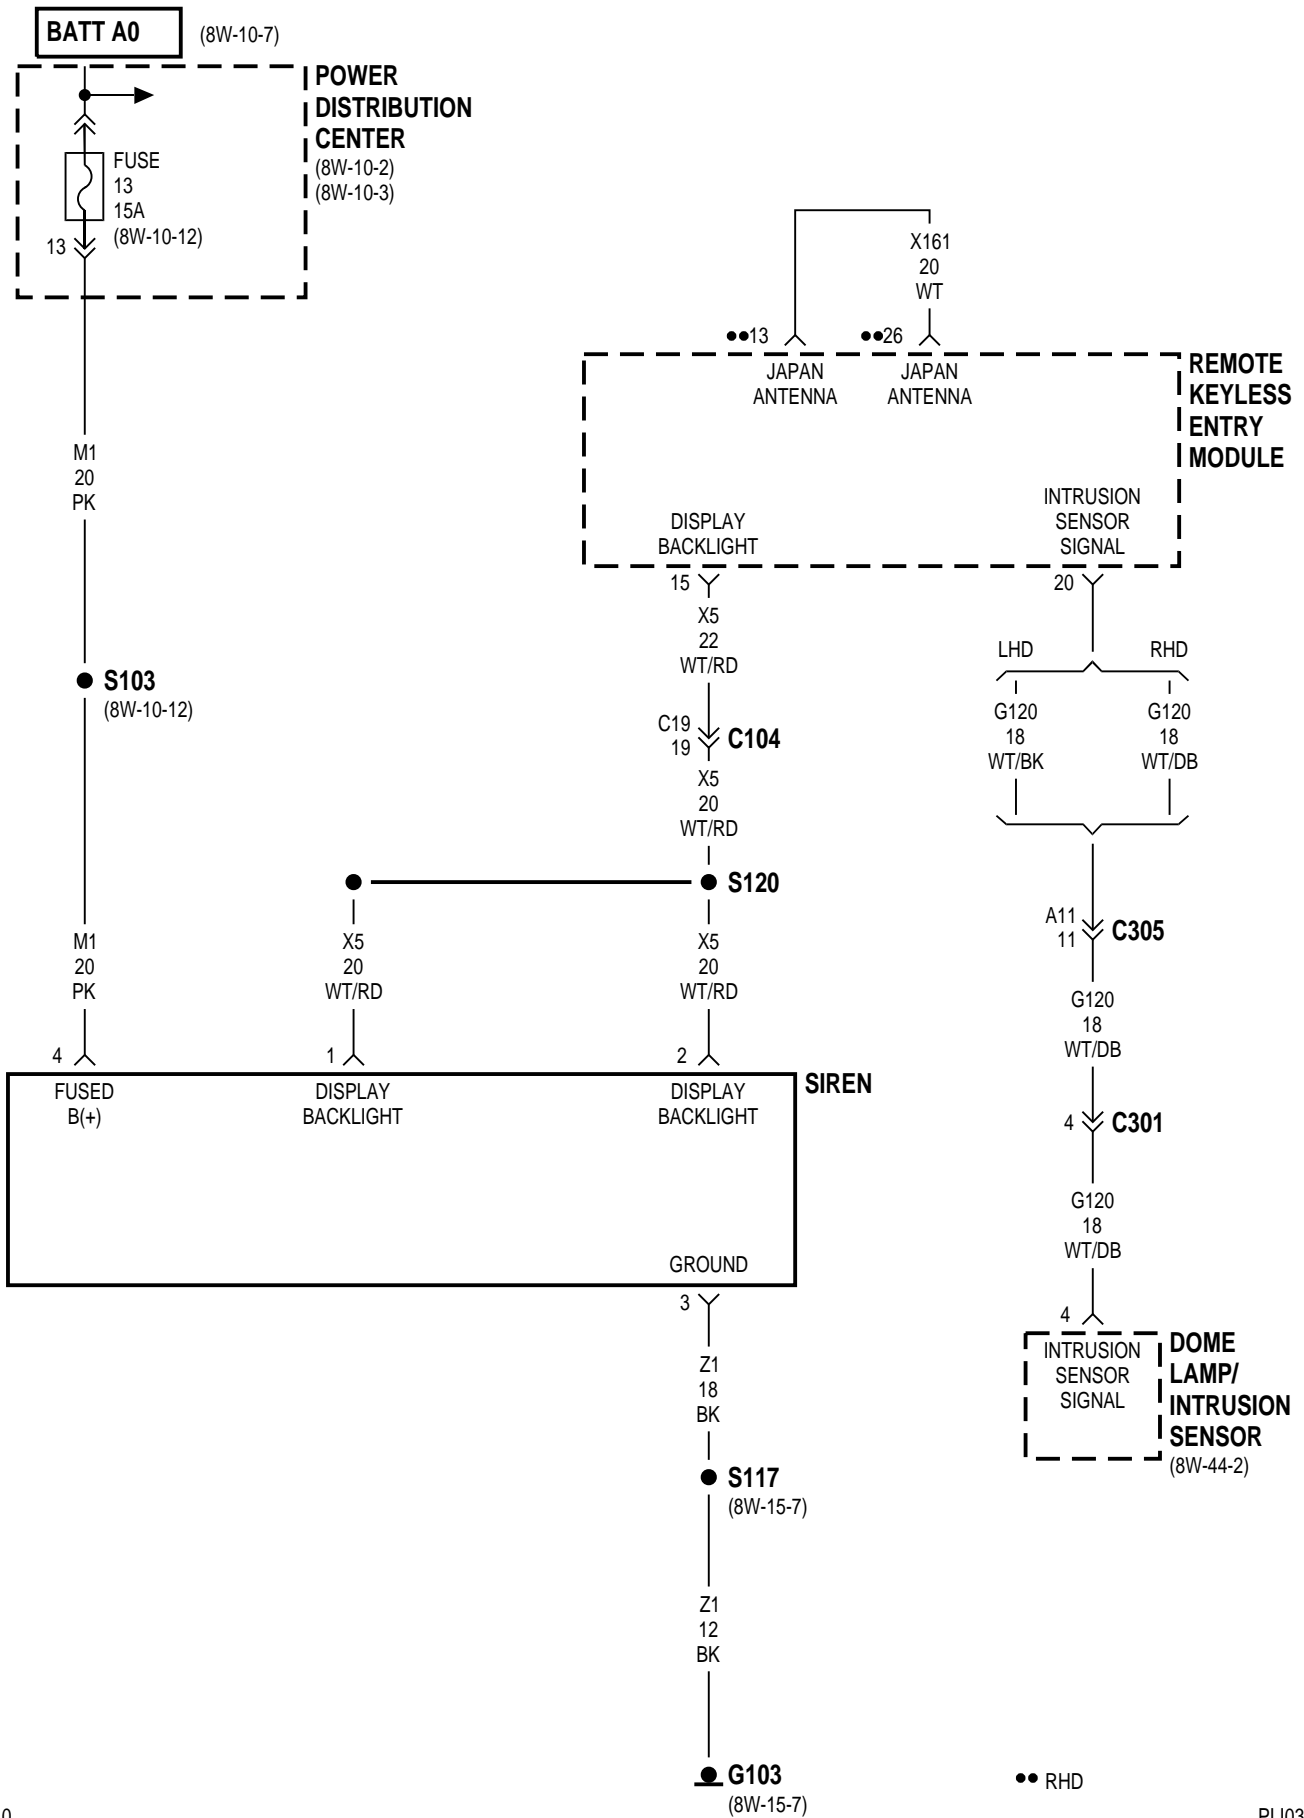 BATT A0
(8W-10-7)
POWER
DISTRIBUTION
CENTER
(8W-10-2)
(8W-10-3)
FUSE
13
15A
(8W-10-12)
13
M1
20
PK
S103
(8W-10-12)
M1
20
PK
4
FUSED
B(+)
X161
20
WT
••13
••26
JAPAN
ANTENNA
JAPAN
ANTENNA
REMOTE
KEYLESS
ENTRY
MODULE
DISPLAY
BACKLIGHT
INTRUSION
SENSOR
SIGNAL
15
X5
22
WT/RD
C19
19
C104
X5
20
WT/RD
S120
X5
20
WT/RD
1
DISPLAY
BACKLIGHT
X5
20
WT/RD
2
DISPLAY
BACKLIGHT
SIREN
GROUND
3
Z1
18
BK
S117
(8W-15-7)
Z1
12
BK
G103
(8W-15-7)
20
LHD
RHD
G120
18
WT/BK
G120
18
WT/DB
A11
11
C305
G120
18
WT/DB
4
C301
G120
18
WT/DB
4
INTRUSION
SENSOR
SIGNAL
DOME
LAMP/
INTRUSION
SENSOR
(8W-44-2)
•• RHD